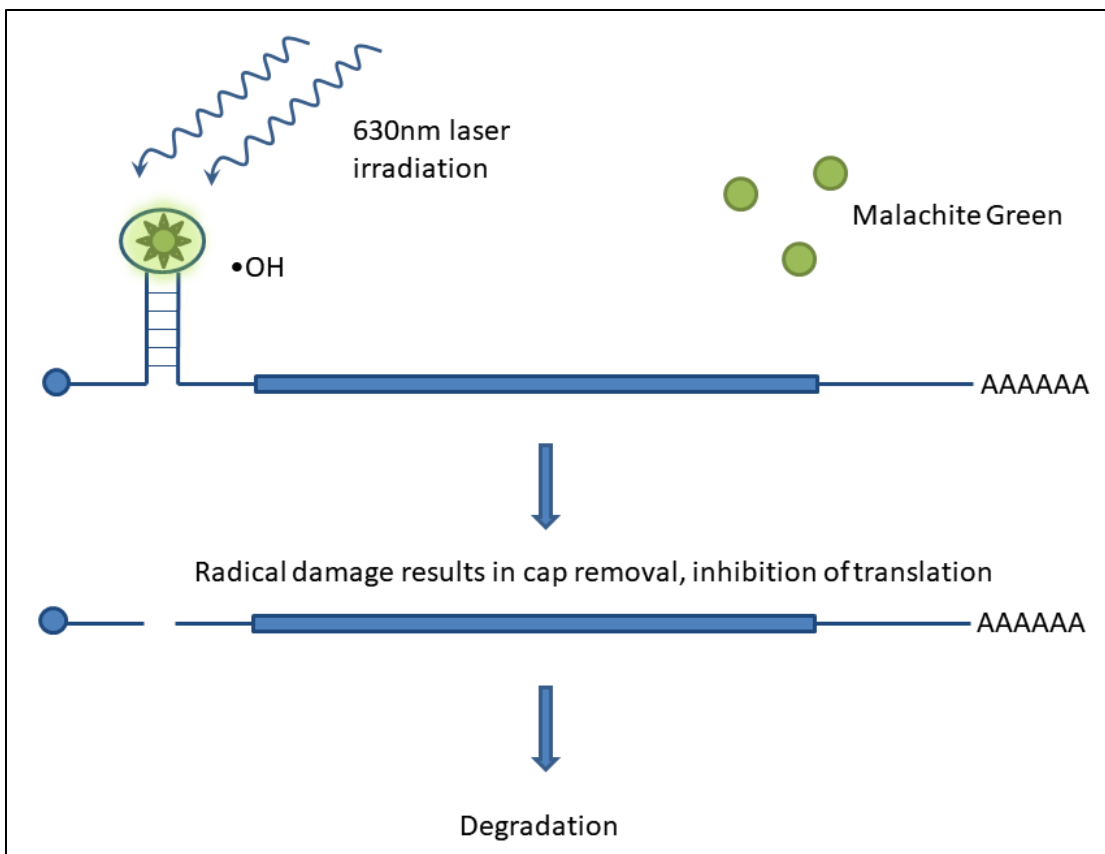 630nm laser
irradiation
Malachite Green
•OH
AAAAAA
Radical damage results in cap removal, inhibition of translation
AAAAAA
Degradation